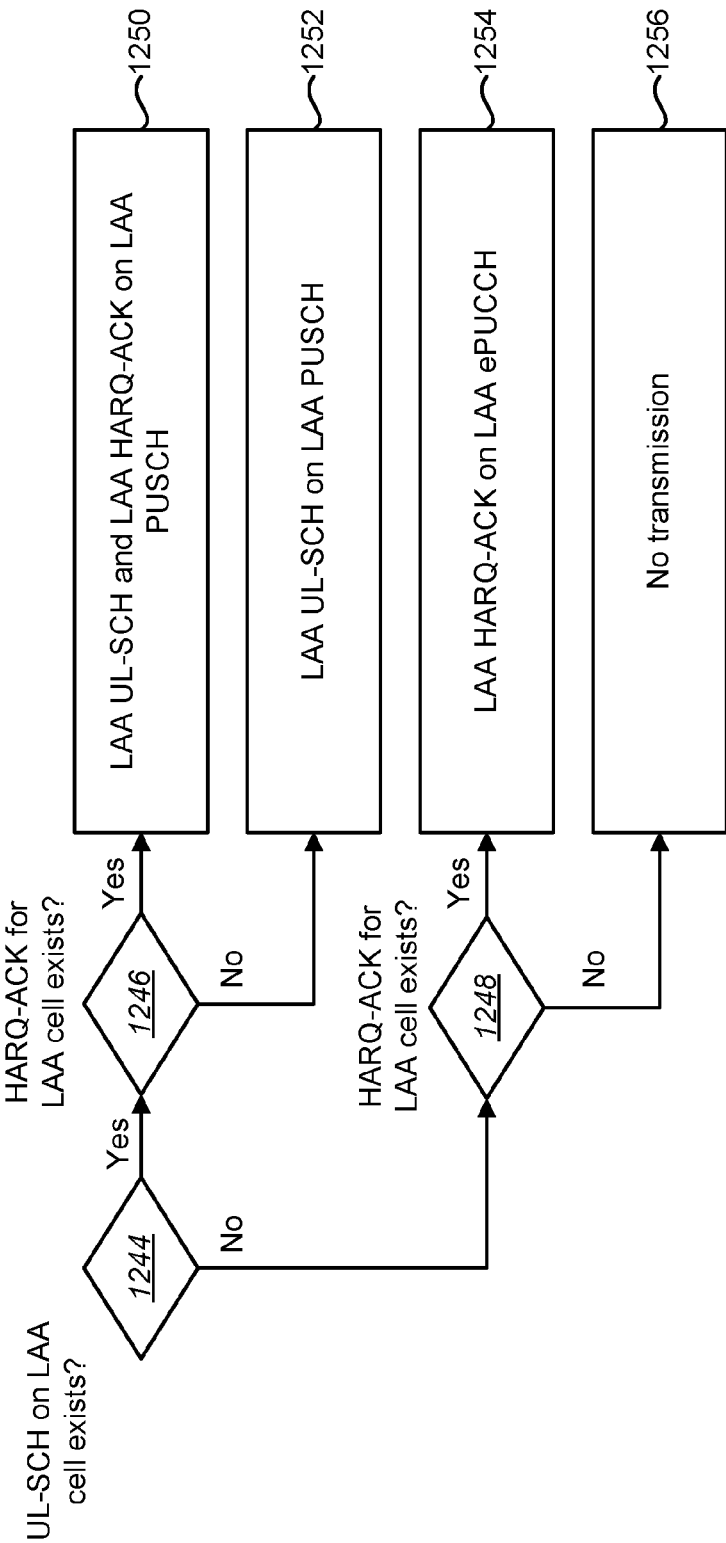 UL-SCH on LAA
cell exists?
1244
Yes
No
HARQ-ACK for
LAA cell exists?
1246
Yes
No
LAA UL-SCH and LAA HARQ-ACK on LAA
PUSCH
1250
LAA UL-SCH on LAA PUSCH
1252
HARQ-ACK for
LAA cell exists?
1248
Yes
No
LAA HARQ-ACK on LAA ePUCCH
1254
No transmission
1256